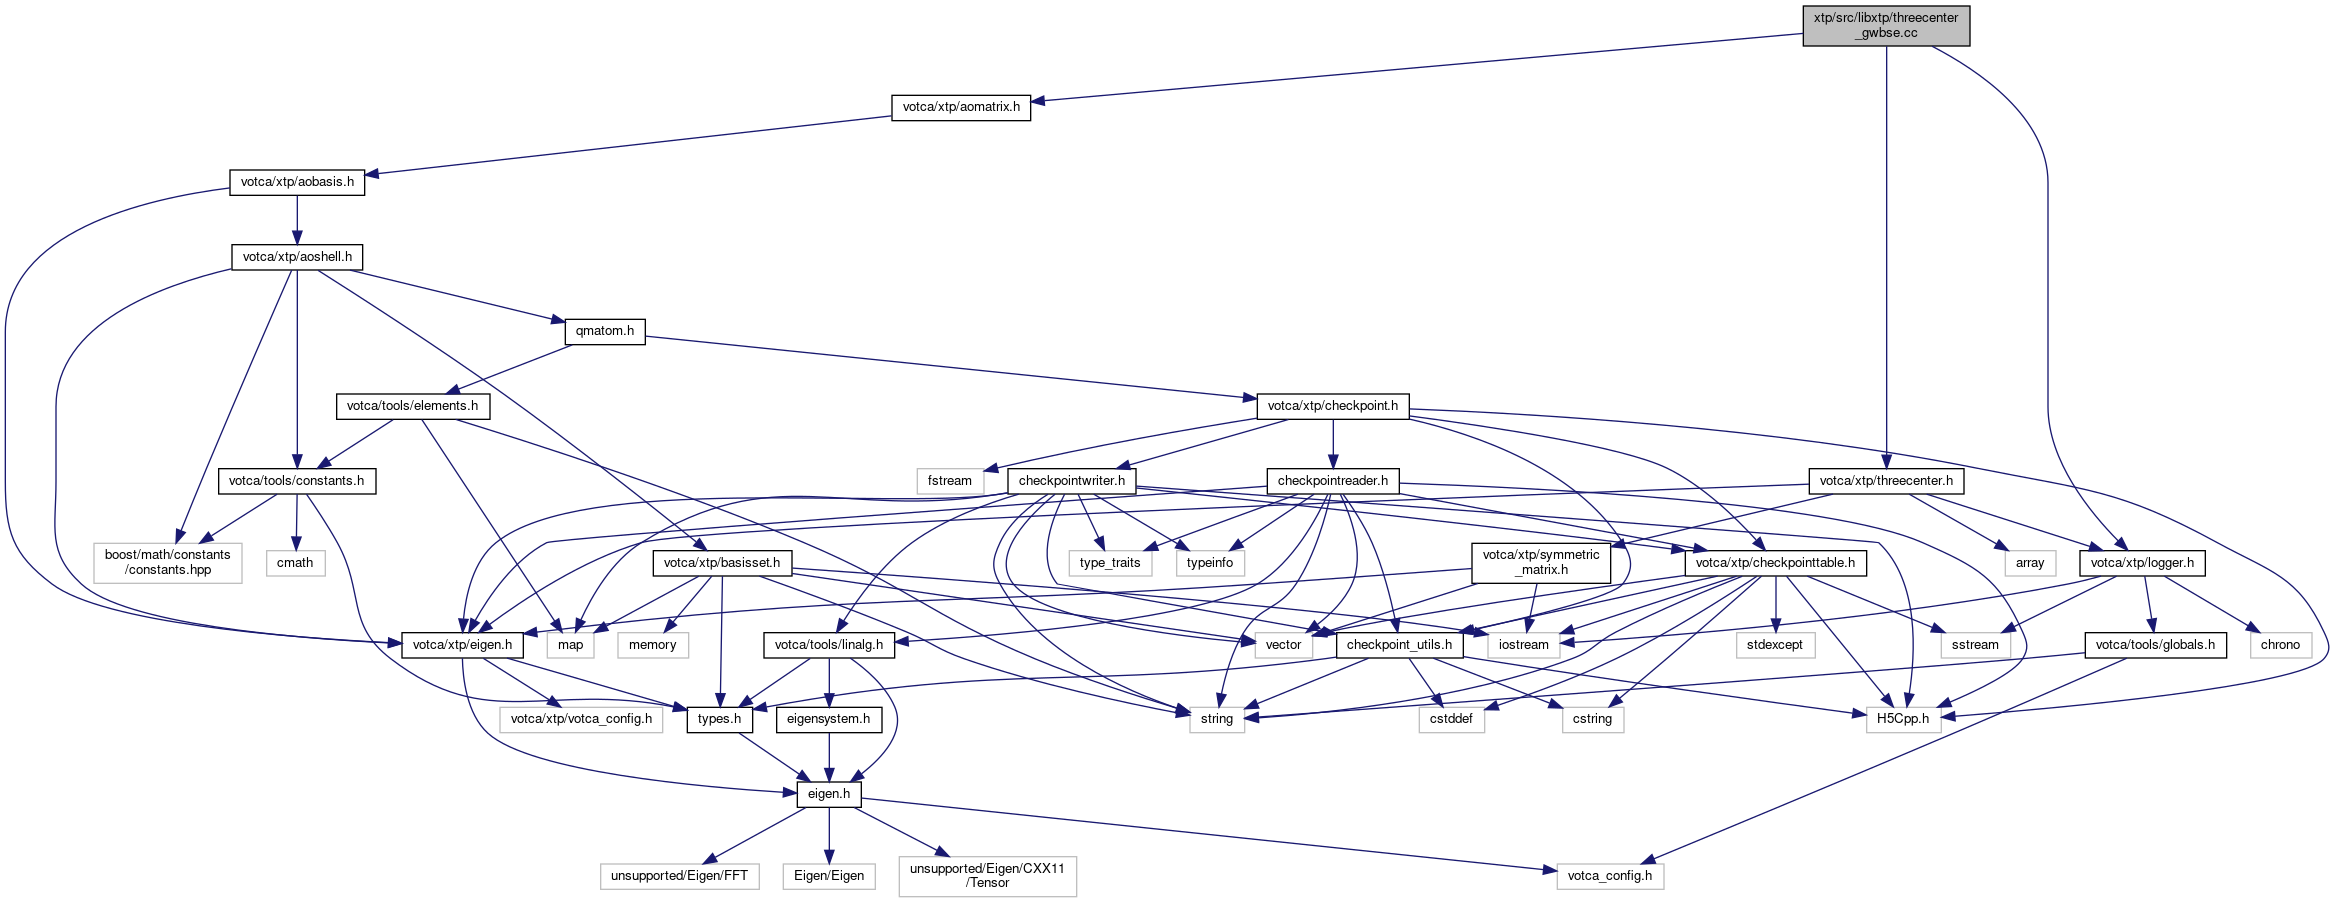 xtp/src/libxtp/threecenter
_gwbse.cc
votca/xtp/aomatrix.h
votca/xtp/aobasis.h
votca/xtp/aoshell.h
qmatom.h
votca/tools/elements.h
votca/xtp/checkpoint.h
votca/tools/constants.h
fstream
checkpointwriter.h
checkpointreader.h
votca/xtp/threecenter.h
boost/math/constants
/constants.hpp
cmath
votca/xtp/basisset.h
type_traits
typeinfo
votca/xtp/symmetric
_matrix.h
votca/xtp/checkpointtable.h
array
votca/xtp/logger.h
votca/xtp/eigen.h
map
memory
votca/tools/linalg.h
vector
checkpoint_utils.h
iostream
stdexcept
sstream
votca/tools/globals.h
chrono
votca/xtp/votca_config.h
types.h
eigensystem.h
string
cstddef
cstring
H5Cpp.h
eigen.h
unsupported/Eigen/FFT
Eigen/Eigen
unsupported/Eigen/CXX11
/Tensor
votca_config.h